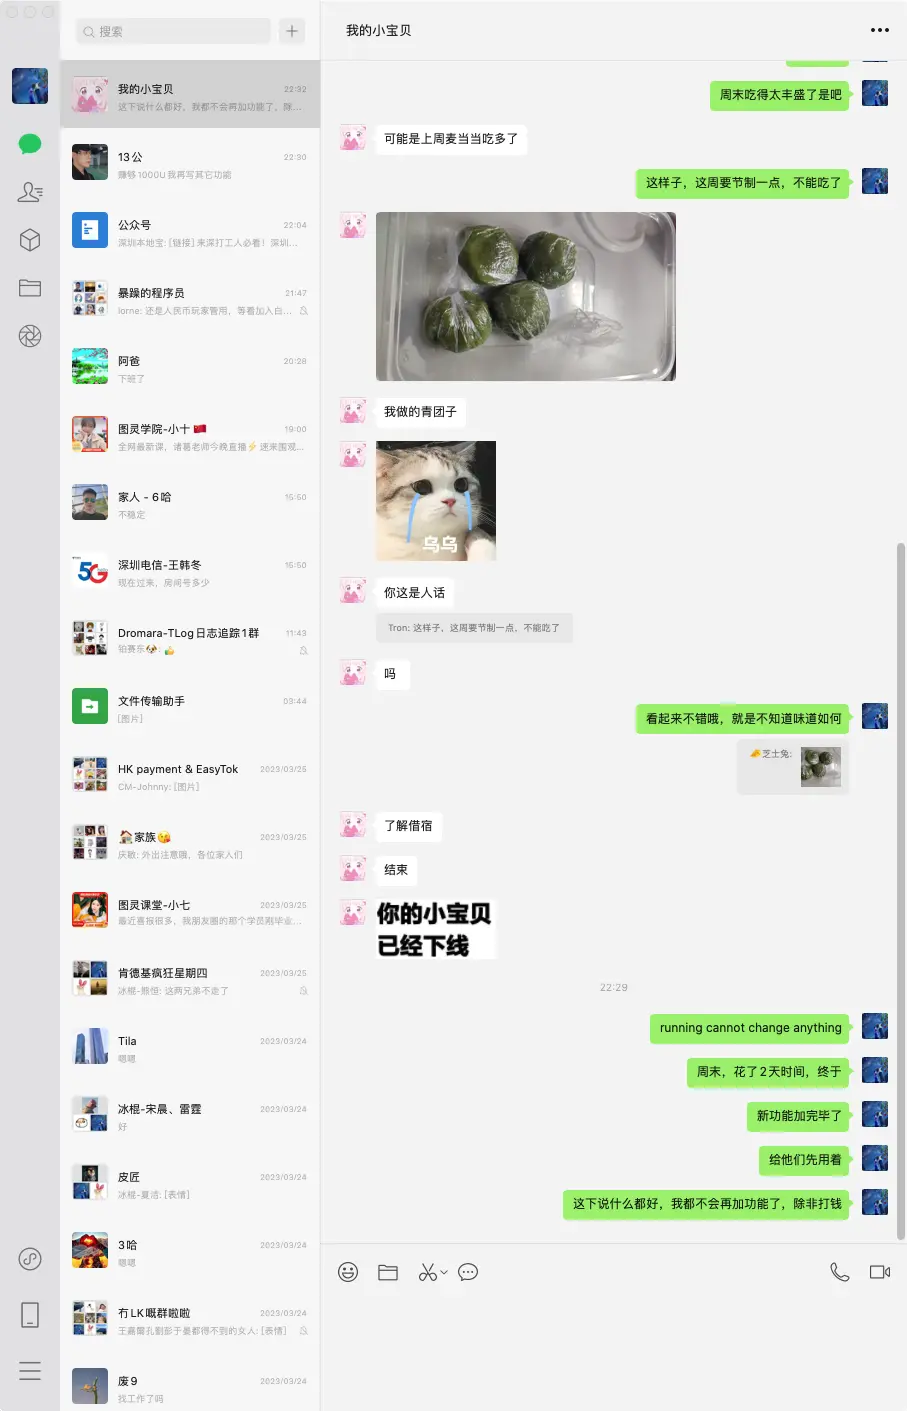 搜索
我的小宝贝
22:32
这下说什么都好，我都不会再加功能了，除...
13公
22:30
赚够1000U我再写其它功能
公众号
22:04
深圳本地宝: [链接] 来深打工人必看！深圳...
暴躁的程序员
21:47
lorne: 还是人民币玩家管用，等着加入白...
阿爸
20:28
下班了
图灵学院-小十🇨🇳
19:00
全网最新课，诸葛老师今晚直播⚡速来围观...
家人 - 6哈
15:50
不稳定
深圳电信-王韩冬
15:50
现在过来，房间号多少
Dromara-TLog日志追踪1群
11:43
铂赛东🐶: 👍
文件传输助手
03:44
[图片]
HK payment & EasyTok
2023/03/25
CM-Johnny: [图片]
🏠家族😘
2023/03/25
庆敏: 外出注意雕，各位家人们
图灵课堂-小七
2023/03/25
最近喜报很多，我朋友圈的那个学员刚毕业...
肯德基疯狂星期四
2023/03/25
冰棍-熊恒: 这两兄弟不走了
Tila
2023/03/24
嗯嗯
冰棍-宋晨、雷霆
2023/03/24
好
皮匠
2023/03/24
冰棍-夏洁: [表情]
3哈
2023/03/24
嗯嗯
冇LK嘅群啦啦
2023/03/24
[表情]
废9
2023/03/24
找工作了吗
我的小宝贝
周末吃得太丰盛了是吧
可能是上周麦当当吃多了
这样子，这周要节制一点，不能吃了
我做的青团子
乌乌
你这是人话
Tron: 这样子，这周要节制一点，不能吃了
吗
看起来不错哦，就是不知道味道如何
🧀芝士兔:
了解借宿
结束
你的小宝贝
已经下线
22:29
running cannot change anything
周末，花了2天时间，终于
新功能加完毕了
给他们先用着
这下说什么都好，我都不会再加功能了，除非打钱